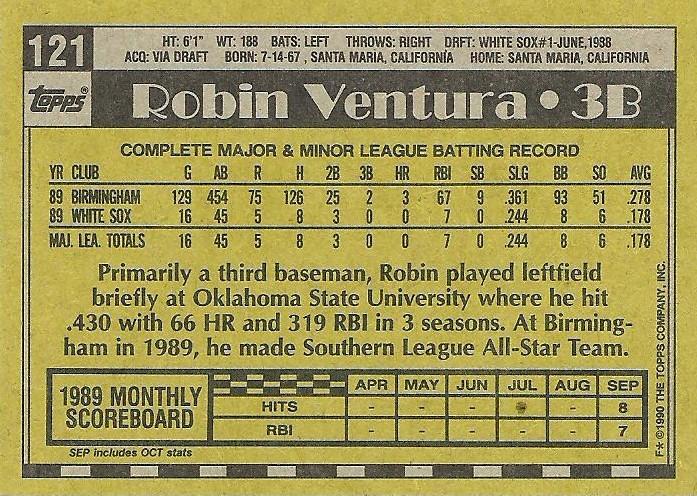 121
HT: 6'1" WT: 188 BATS: LEFT THROWS: RIGHT DRFT: WHITE SOX#1-JUNE,1988
ACQ: VIA DRAFT BORN: 7-14-67 , SANTA MARIA, CALIFORNIA HOME: SANTA MARIA, CALIFORNIA
topps® Robin Ventura • 3B
COMPLETE MAJOR & MINOR LEAGUE BATTING RECORD
YR CLUB G AB R H 2B 3B HR RBI SB SLG BB SO AVG
89 BIRMINGHAM 129 454 75 126 25 2 3 67 9 .361 93 51 .278
89 WHITE SOX 16 45 5 8 3 0 0 7 0 .244 8 6 .178
MAJ. LEA. TOTALS 16 45 5 8 3 0 0 7 0 .244 8 6 .178
Primarily a third baseman, Robin played leftfield
briefly at Oklahoma State University where he hit
.430 with 66 HR and 319 RBI in 3 seasons. At Birming-
ham in 1989, he made Southern League All-Star Team.
1989 MONTHLY
SCOREBOARD
APR MAY JUN JUL AUG SEP
HITS - - - - - 8
RBI - - - - - 7
SEP includes OCT stats
F★ ©1990 THE TOPPS COMPANY, INC.